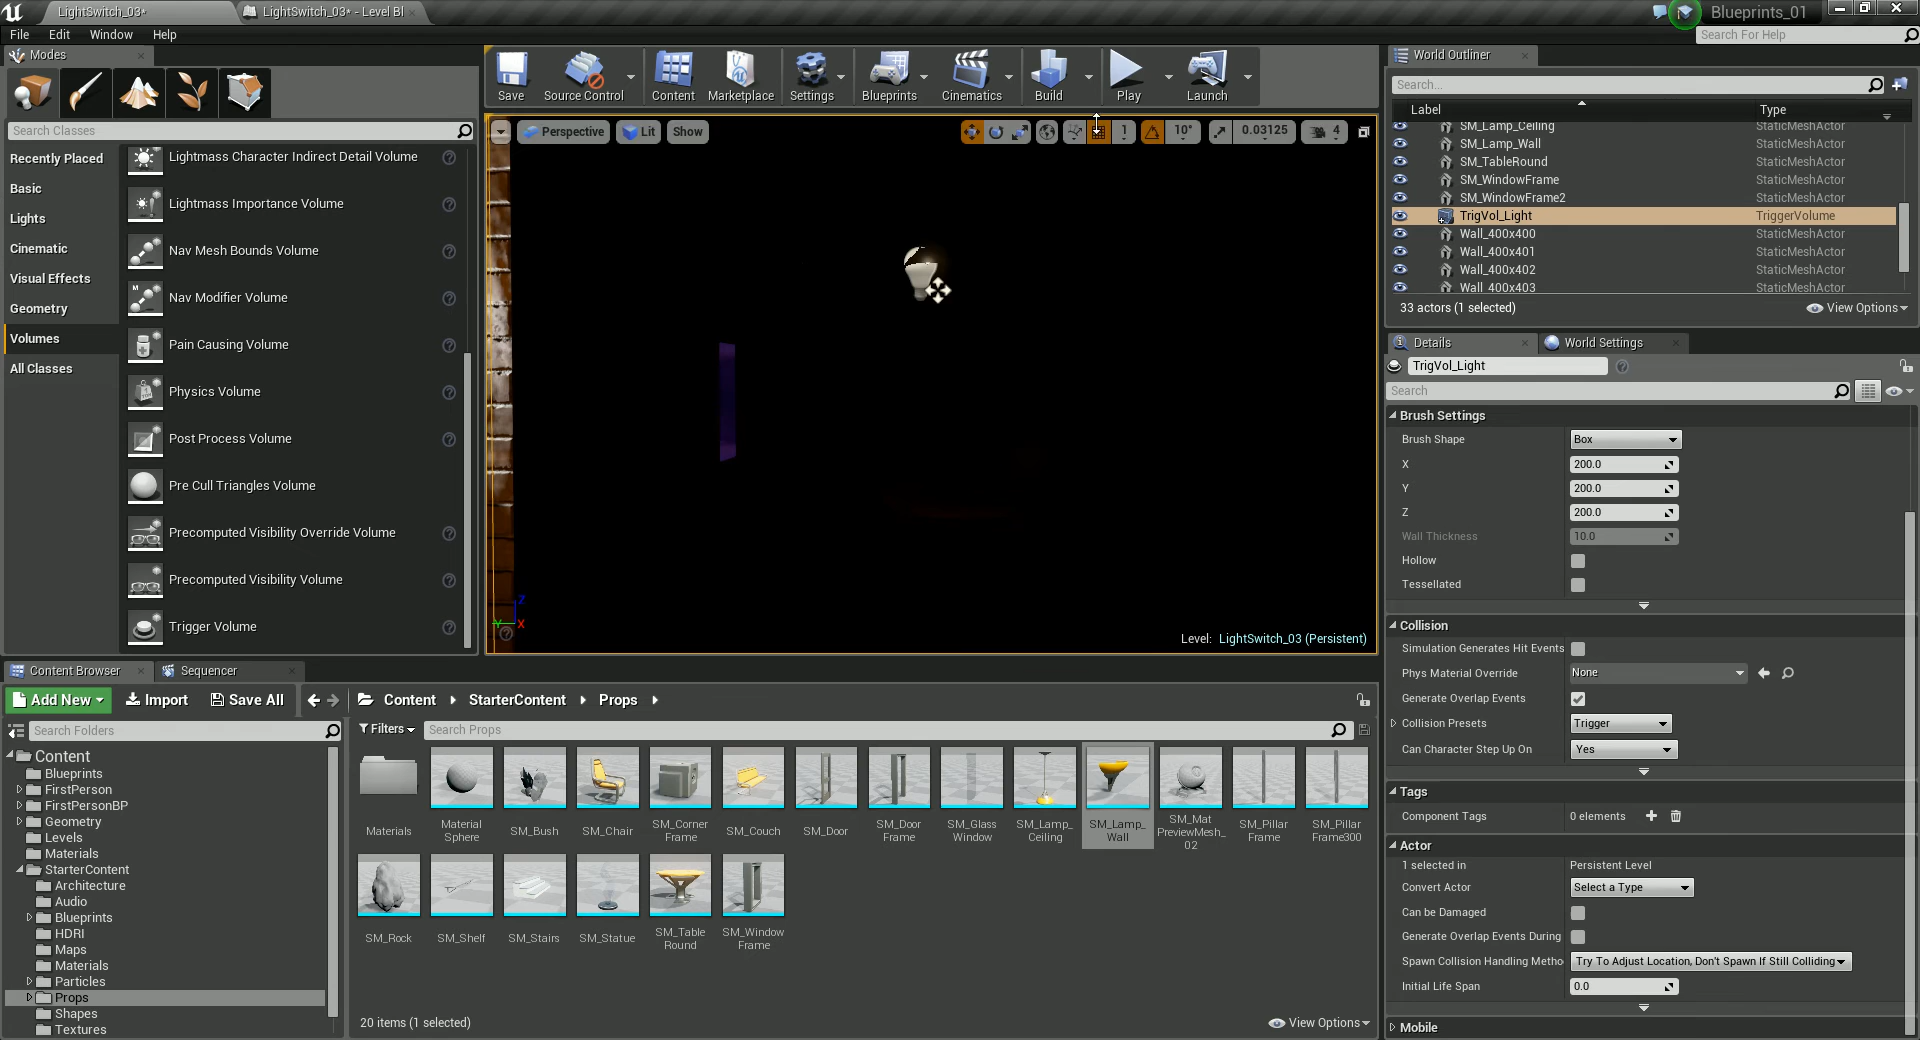 LightSwitch_03*
LightSwitch_03* - Level Bl
Blueprints_01
File Edit Window Help
Search For Help
Modes
Save
Source Control
Content
Marketplace
Settings
Blueprints
Cinematics
Build
Play
Launch
World Outliner
Search...
Label Type
SM_Lamp_Ceiling StaticMeshActor
SM_Lamp_Wall StaticMeshActor
SM_TableRound StaticMeshActor
SM_WindowFrame StaticMeshActor
SM_WindowFrame2 StaticMeshActor
TrigVol_Light TriggerVolume
Wall_400x400 StaticMeshActor
Wall_400x401 StaticMeshActor
Wall_400x402 StaticMeshActor
Wall_400x403 StaticMeshActor
33 actors (1 selected)
View Options
Search Classes
Recently Placed
Basic
Lights
Cinematic
Visual Effects
Geometry
Volumes
All Classes
Lightmass Character Indirect Detail Volume
Lightmass Importance Volume
Nav Mesh Bounds Volume
Nav Modifier Volume
Pain Causing Volume
Physics Volume
Post Process Volume
Pre Cull Triangles Volume
Precomputed Visibility Override Volume
Precomputed Visibility Volume
Trigger Volume
Perspective Lit Show
1 10° 0.03125 4
Z
Y X
Level: LightSwitch_03 (Persistent)
Details
World Settings
TrigVol_Light
Search
Brush Settings
Brush Shape Box
X 200.0
Y 200.0
Z 200.0
Wall Thickness 10.0
Hollow
Tessellated
Collision
Simulation Generates Hit Events
Phys Material Override None
Generate Overlap Events
Collision Presets Trigger
Can Character Step Up On Yes
Tags
Component Tags 0 elements
Actor
1 selected in Persistent Level
Convert Actor Select a Type
Can be Damaged
Generate Overlap Events During
Spawn Collision Handling Metho Try To Adjust Location, Don't Spawn If Still Colliding
Initial Life Span 0.0
Mobile
Content Browser
Sequencer
Add New Import Save All
Content StarterContent Props
Search Folders
Filters
Search Props
Content
Blueprints
FirstPerson
FirstPersonBP
Geometry
Levels
Materials
StarterContent
Architecture
Audio
Blueprints
HDRI
Maps
Materials
Particles
Props
Shapes
Textures
Materials
Material
Sphere
SM_Bush
SM_Chair
SM_Corner
Frame
SM_Couch
SM_Door
SM_Door
Frame
SM_Glass
Window
SM_Lamp_
Ceiling
SM_Lamp_
Wall
SM_Mat
PreviewMesh_
02
SM_Pillar
Frame
SM_Pillar
Frame300
SM_Rock
SM_Shelf
SM_Stairs
SM_Statue
SM_Table
Round
SM_Window
Frame
20 items (1 selected)
View Options